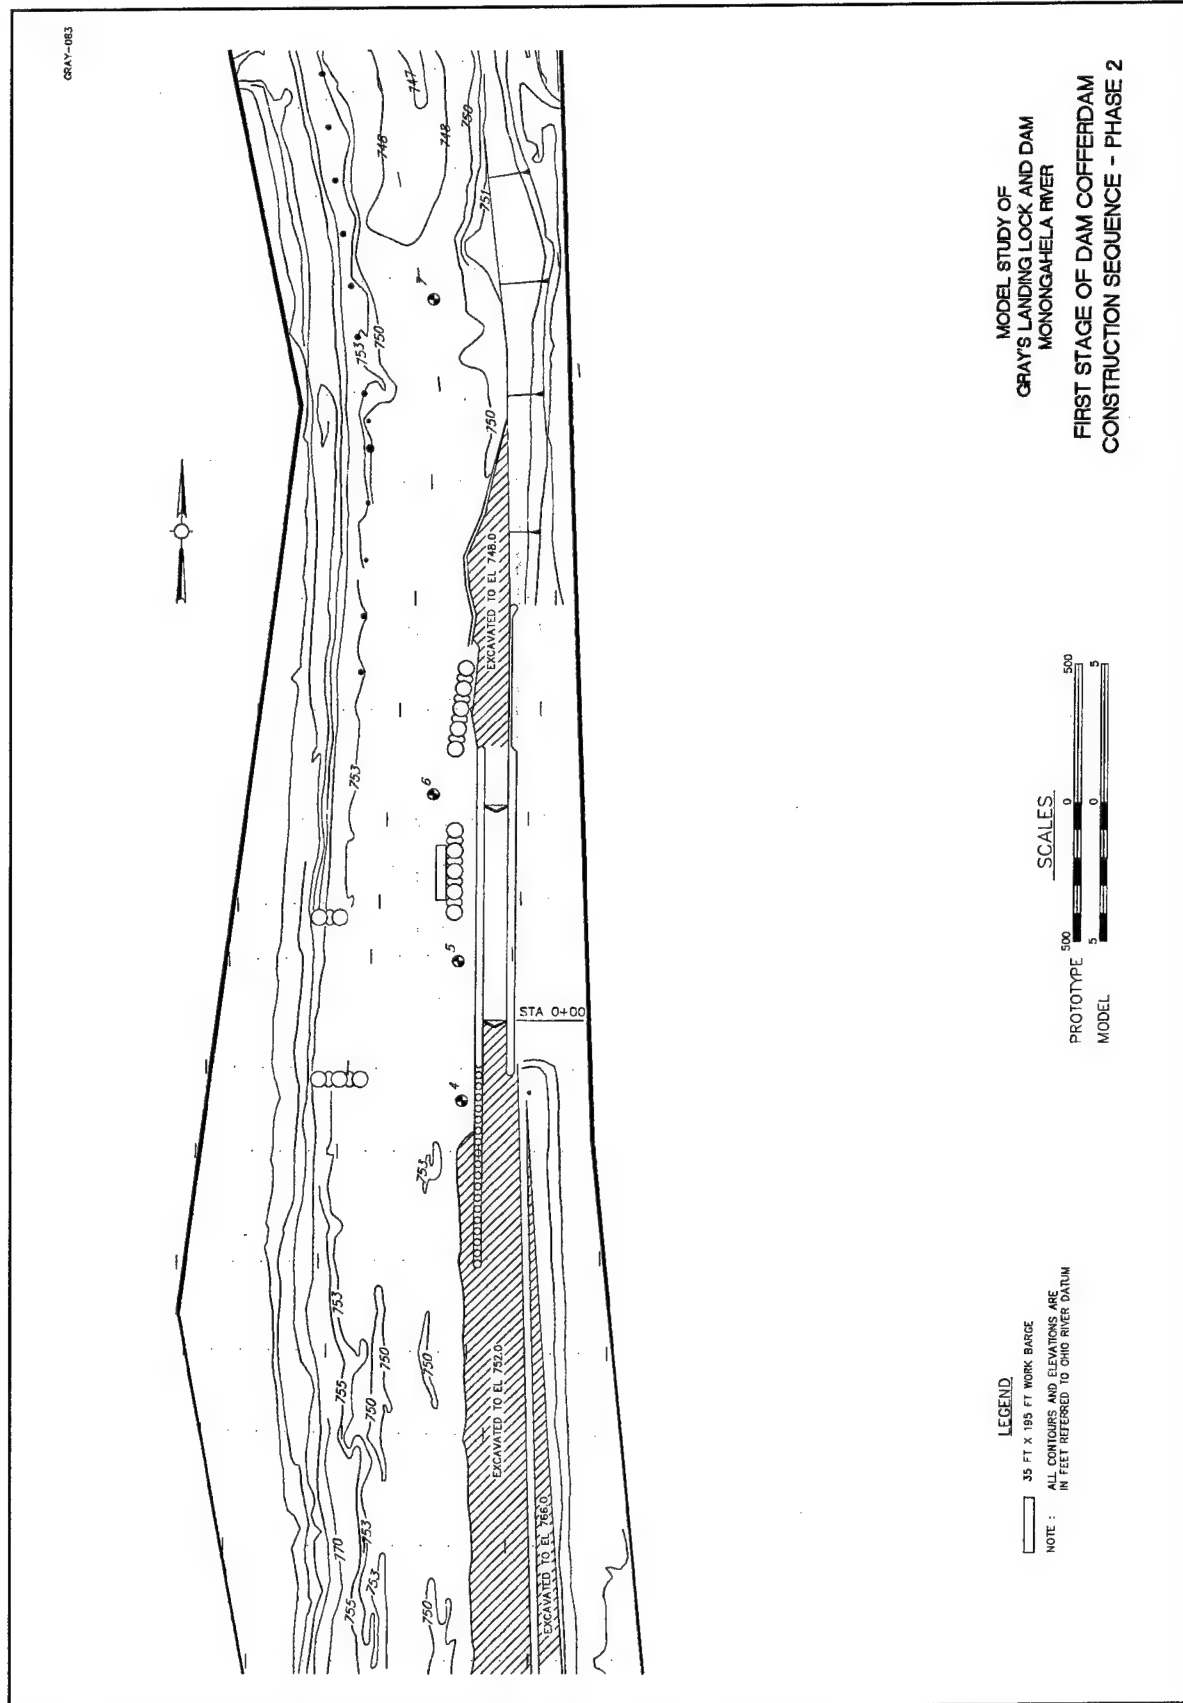 GRAY-083
747
748
748
750
751
753
750
7
750
EXCAVATED TO EL 748.0
753
6
5
STA 0+00
4
753
753
755
750
750
750
EXCAVATED TO EL 752.0
770
753
755
753
750
EXCAVATED TO EL 766.0
MODEL STUDY OF
GRAY'S LANDING LOCK AND DAM
MONONGAHELA RIVER
FIRST STAGE OF DAM COFFERDAM
CONSTRUCTION SEQUENCE - PHASE 2
SCALES
PROTOTYPE 500 0 500
MODEL 5 0 5
LEGEND
35 FT X 195 FT WORK BARGE
NOTE : ALL CONTOURS AND ELEVATIONS ARE
IN FEET REFERRED TO OHIO RIVER DATUM